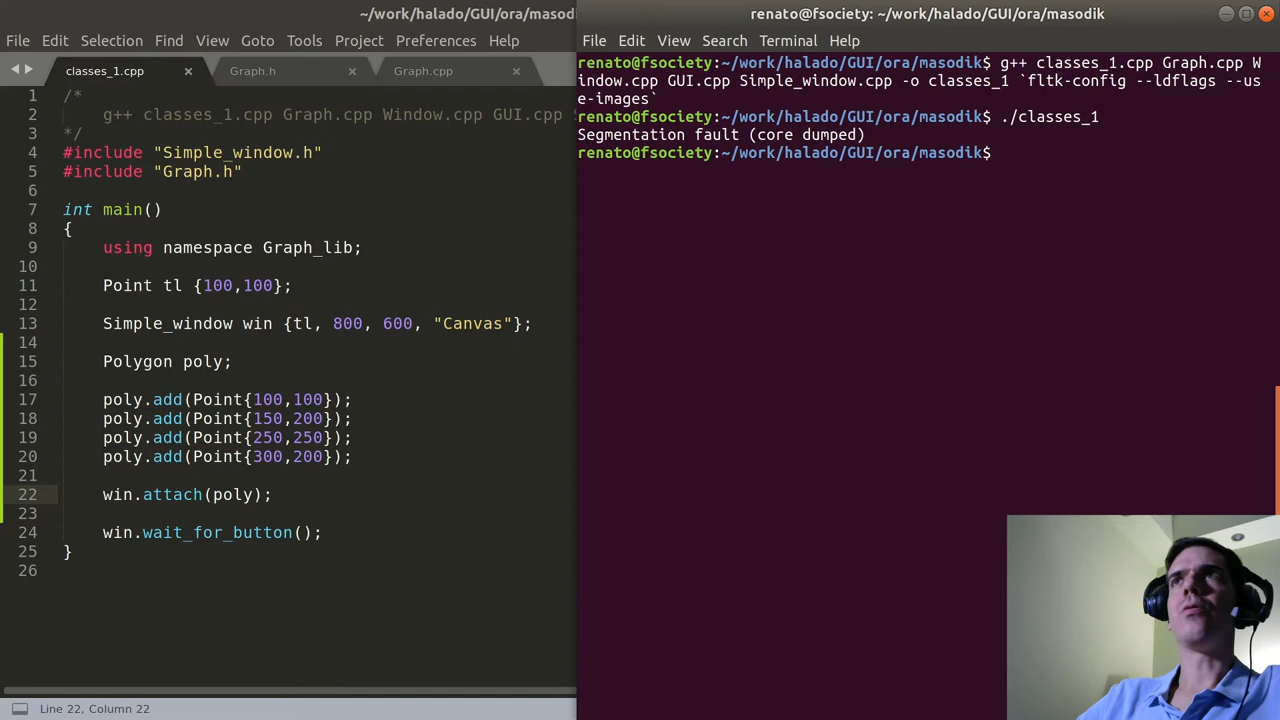 ~/work/halado/GUI/ora/masodi
File Edit Selection Find View Goto Tools Project Preferences Help
classes_1.cpp × Graph.h × Graph.cpp ×
1 /*
2 g++ classes_1.cpp Graph.cpp Window.cpp GUI.cpp
3 */
4 #include "Simple_window.h"
5 #include "Graph.h"
6
7 int main()
8 {
9 using namespace Graph_lib;
10
11 Point tl {100,100};
12
13 Simple_window win {tl, 800, 600, "Canvas"};
14
15 Polygon poly;
16
17 poly.add(Point{100,100});
18 poly.add(Point{150,200});
19 poly.add(Point{250,250});
20 poly.add(Point{300,200});
21
22 win.attach(poly);
23
24 win.wait_for_button();
25 }
26
Line 22, Column 22
renato@fsociety: ~/work/halado/GUI/ora/masodik
File Edit View Search Terminal Help
renato@fsociety:~/work/halado/GUI/ora/masodik$ g++ classes_1.cpp Graph.cpp W
indow.cpp GUI.cpp Simple_window.cpp -o classes_1 `fltk-config --ldflags --us
e-images`
renato@fsociety:~/work/halado/GUI/ora/masodik$ ./classes_1
Segmentation fault (core dumped)
renato@fsociety:~/work/halado/GUI/ora/masodik$